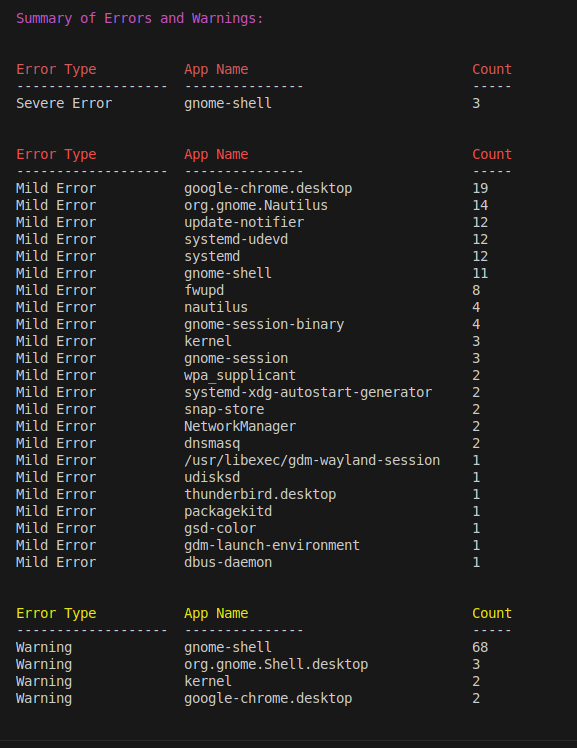 Summary of Errors and Warnings:
Error Type App Name Count
------------------- --------------- -----
Severe Error gnome-shell 3
Error Type App Name Count
------------------- --------------- -----
Mild Error google-chrome.desktop 19
Mild Error org.gnome.Nautilus 14
Mild Error update-notifier 12
Mild Error systemd-udevd 12
Mild Error systemd 12
Mild Error gnome-shell 11
Mild Error fwupd 8
Mild Error nautilus 4
Mild Error gnome-session-binary 4
Mild Error kernel 3
Mild Error gnome-session 3
Mild Error wpa_supplicant 2
Mild Error systemd-xdg-autostart-generator 2
Mild Error snap-store 2
Mild Error NetworkManager 2
Mild Error dnsmasq 2
Mild Error /usr/libexec/gdm-wayland-session 1
Mild Error udisksd 1
Mild Error thunderbird.desktop 1
Mild Error packagekitd 1
Mild Error gsd-color 1
Mild Error gdm-launch-environment 1
Mild Error dbus-daemon 1
Error Type App Name Count
------------------- --------------- -----
Warning gnome-shell 68
Warning org.gnome.Shell.desktop 3
Warning kernel 2
Warning google-chrome.desktop 2